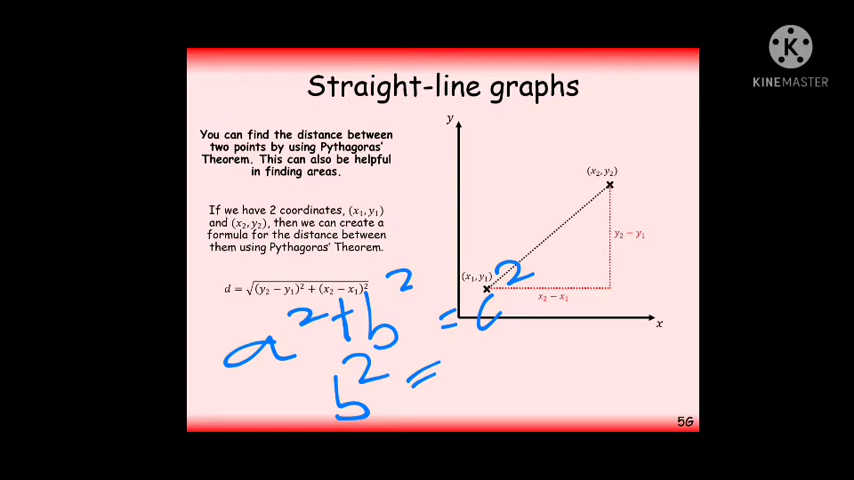 K
KINEMASTER
Straight-line graphs
You can find the distance between
two points by using Pythagoras'
Theorem. This can also be helpful
in finding areas.
If we have 2 coordinates, (x₁, y₁)
and (x₂, y₂), then we can create a
formula for the distance between
them using Pythagoras' Theorem.
d = √(y₂ − y₁)² + (x₂ − x₁)²
y
(x₂, y₂)
y₂ − y₁
(x₁, y₁)
x₂ − x₁
x
a² + b² = c²
b² =
5G